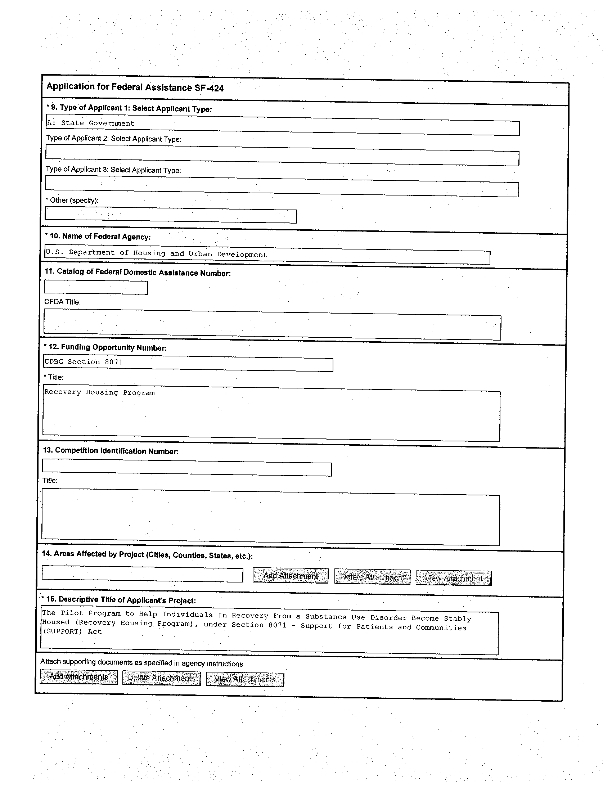 Application for Federal Assistance SF-424
* 9. Type of Applicant 1: Select Applicant Type:
A: State Government
Type of Applicant 2: Select Applicant Type:
Type of Applicant 3: Select Applicant Type:
* Other (specify):
* 10. Name of Federal Agency:
U.S. Department of Housing and Urban Development
11. Catalog of Federal Domestic Assistance Number:
CFDA Title:
* 12. Funding Opportunity Number:
CDBG Section 8071
* Title:
Recovery Housing Program
13. Competition Identification Number:
Title:
14. Areas Affected by Project (Cities, Counties, States, etc.):
Add Attachment Delete Attachment View Attachment
* 15. Descriptive Title of Applicant's Project:
The Pilot Program to Help Individuals in Recovery From a Substance Use Disorder Become Stably
Housed (Recovery Housing Program), under Section 8071 - Support for Patients and Communities
(SUPPORT) Act
Attach supporting documents as specified in agency instructions.
Add Attachments Delete Attachments View Attachments